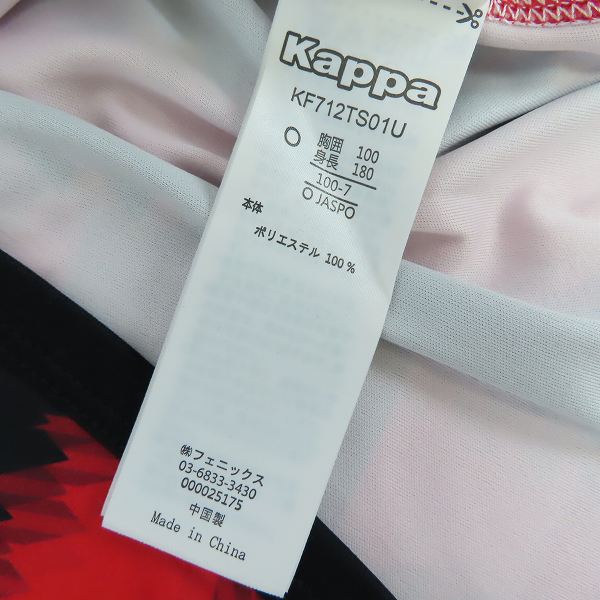 Kappa
KF712TS01U
○ 胸囲 100
身長 180
100-7
○ JASPO
本体
ポリエステル 100%
㈱フェニックス
03-6833-3430
000025175
中国製
Made in China